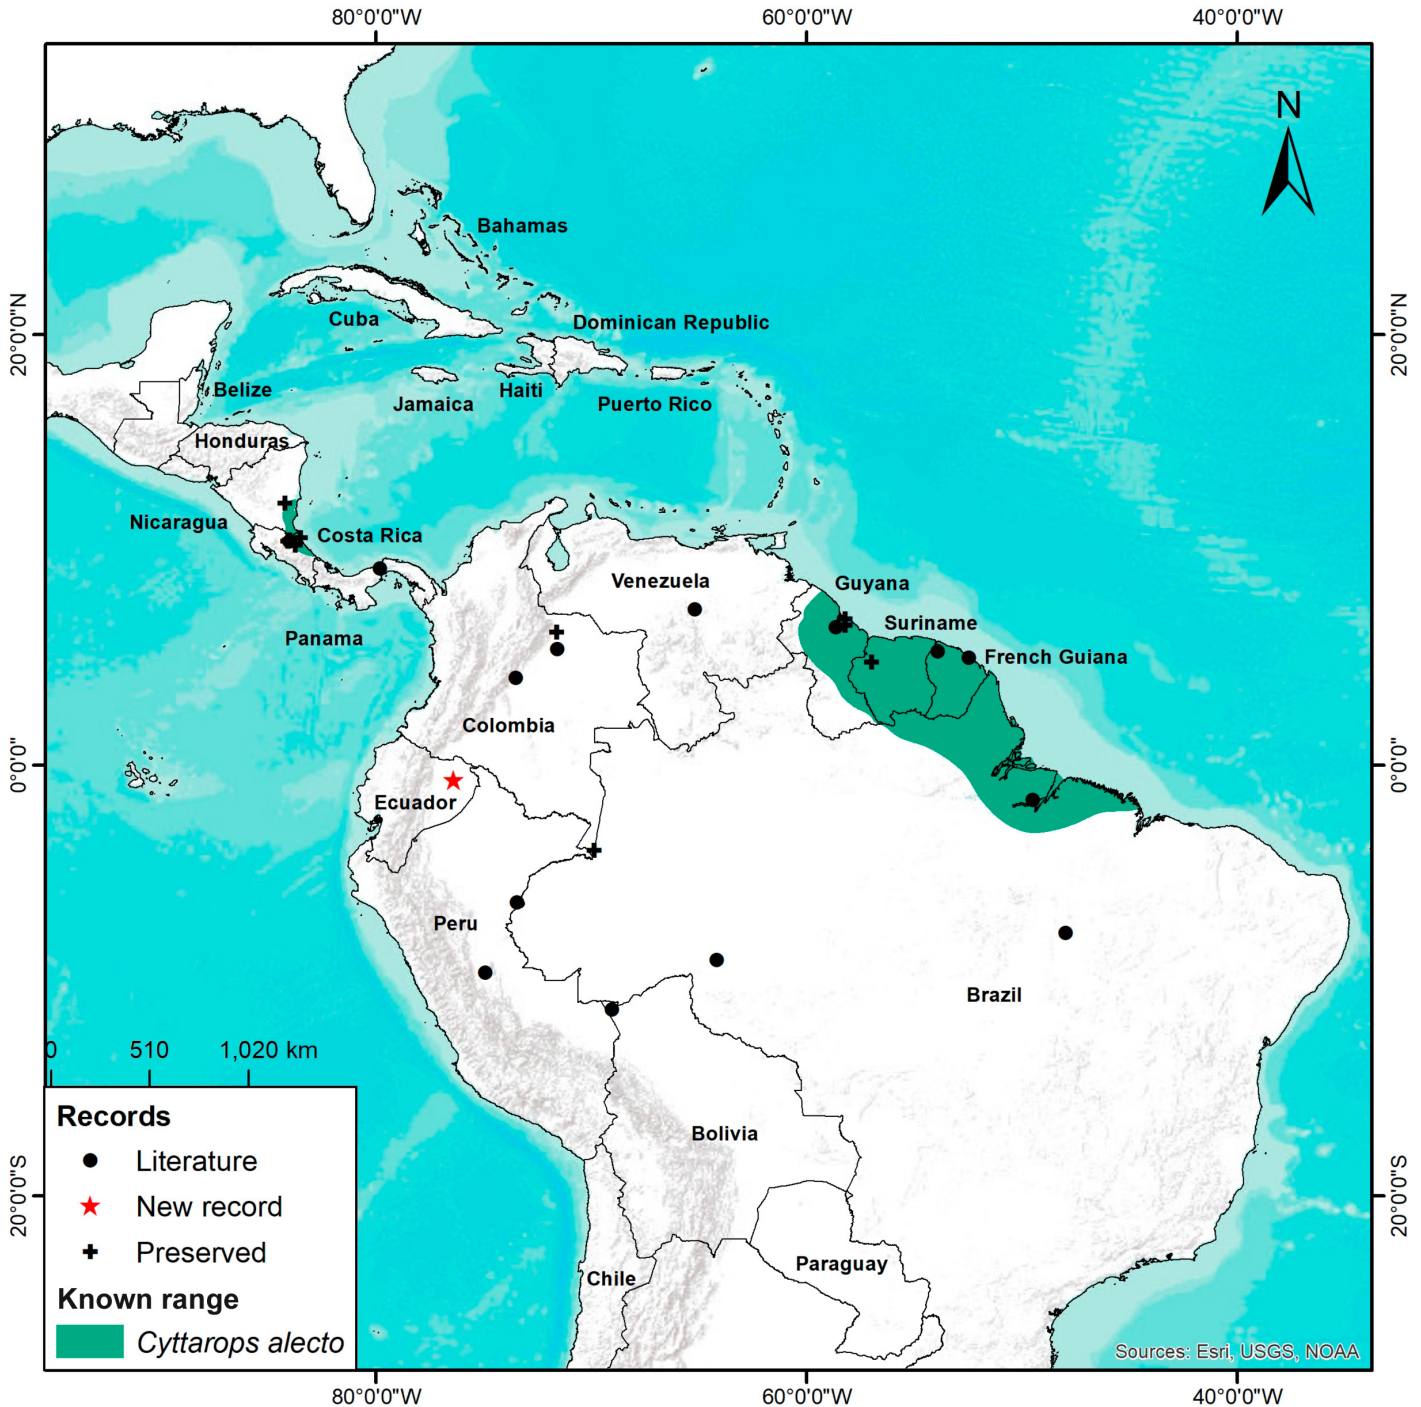 80°0'0"W
60°0'0"W
40°0'0"W
N
Bahamas
20°0'0"N
20°0'0"N
Cuba
Dominican Republic
Belize
Jamaica
Haiti
Puerto Rico
Honduras
Nicaragua
Costa Rica
Venezuela
Guyana
Suriname
Panama
French Guiana
Colombia
0°0'0"
0°0'0"
Ecuador
Peru
Brazil
0 510 1,020 km
Records
Literature
New record
Preserved
Known range
Cyttarops alecto
Bolivia
20°0'0"S
20°0'0"S
Paraguay
Chile
Sources: Esri, USGS, NOAA
80°0'0"W
60°0'0"W
40°0'0"W